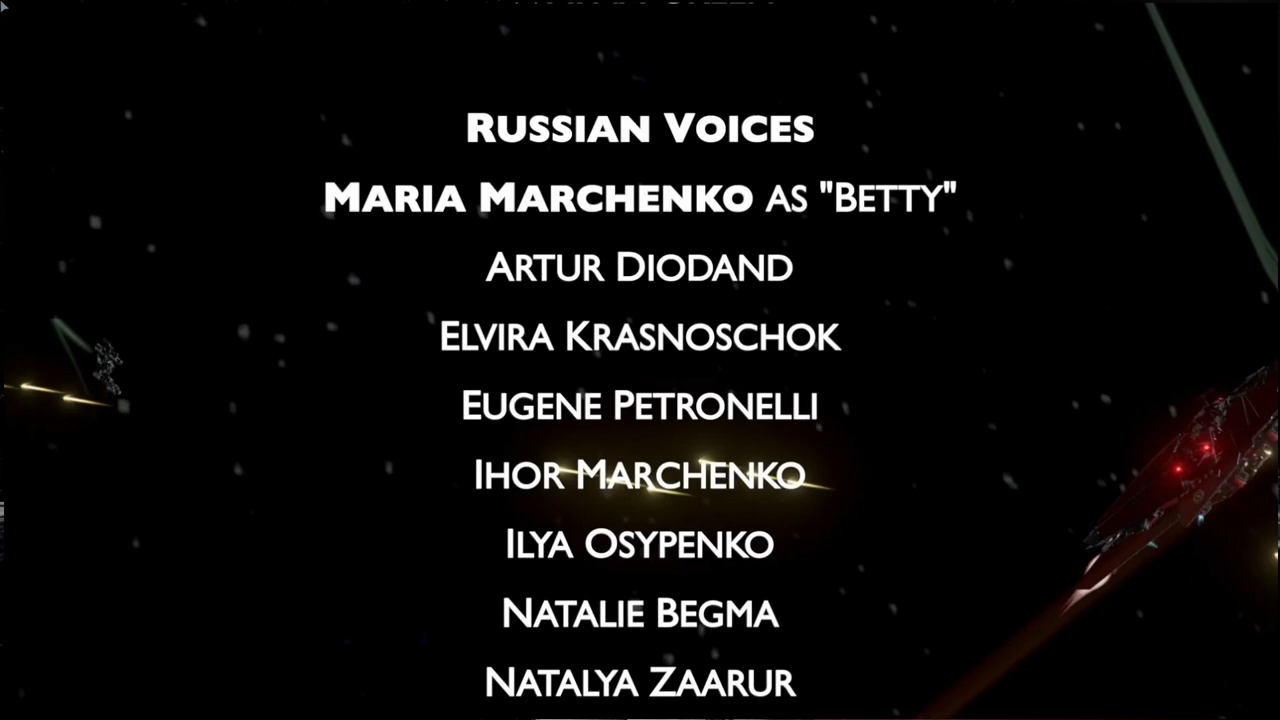 RUSSIAN VOICES
MARIA MARCHENKO AS "BETTY"
ARTUR DIODAND
ELVIRA KRASNOSCHOK
EUGENE PETRONELLI
IHOR MARCHENKO
ILYA OSYPENKO
NATALIE BEGMA
NATALYA ZAARUR